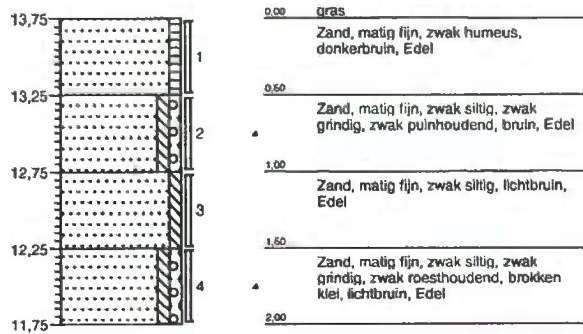 13,75
13,25
12,75
12,25
11,75
1
2
3
4
0,00
gras
Zand, matig fijn, zwak humeus,
donkerbruin, Edel
0,50
Zand, matig fijn, zwak siltig, zwak
grindig, zwak puinhoudend, bruin, Edel
1,00
Zand, matig fijn, zwak siltig, lichtbruin,
Edel
1,50
Zand, matig fijn, zwak siltig, zwak
grindig, zwak roesthoudend, brokken
klei, lichtbruin, Edel
2,00